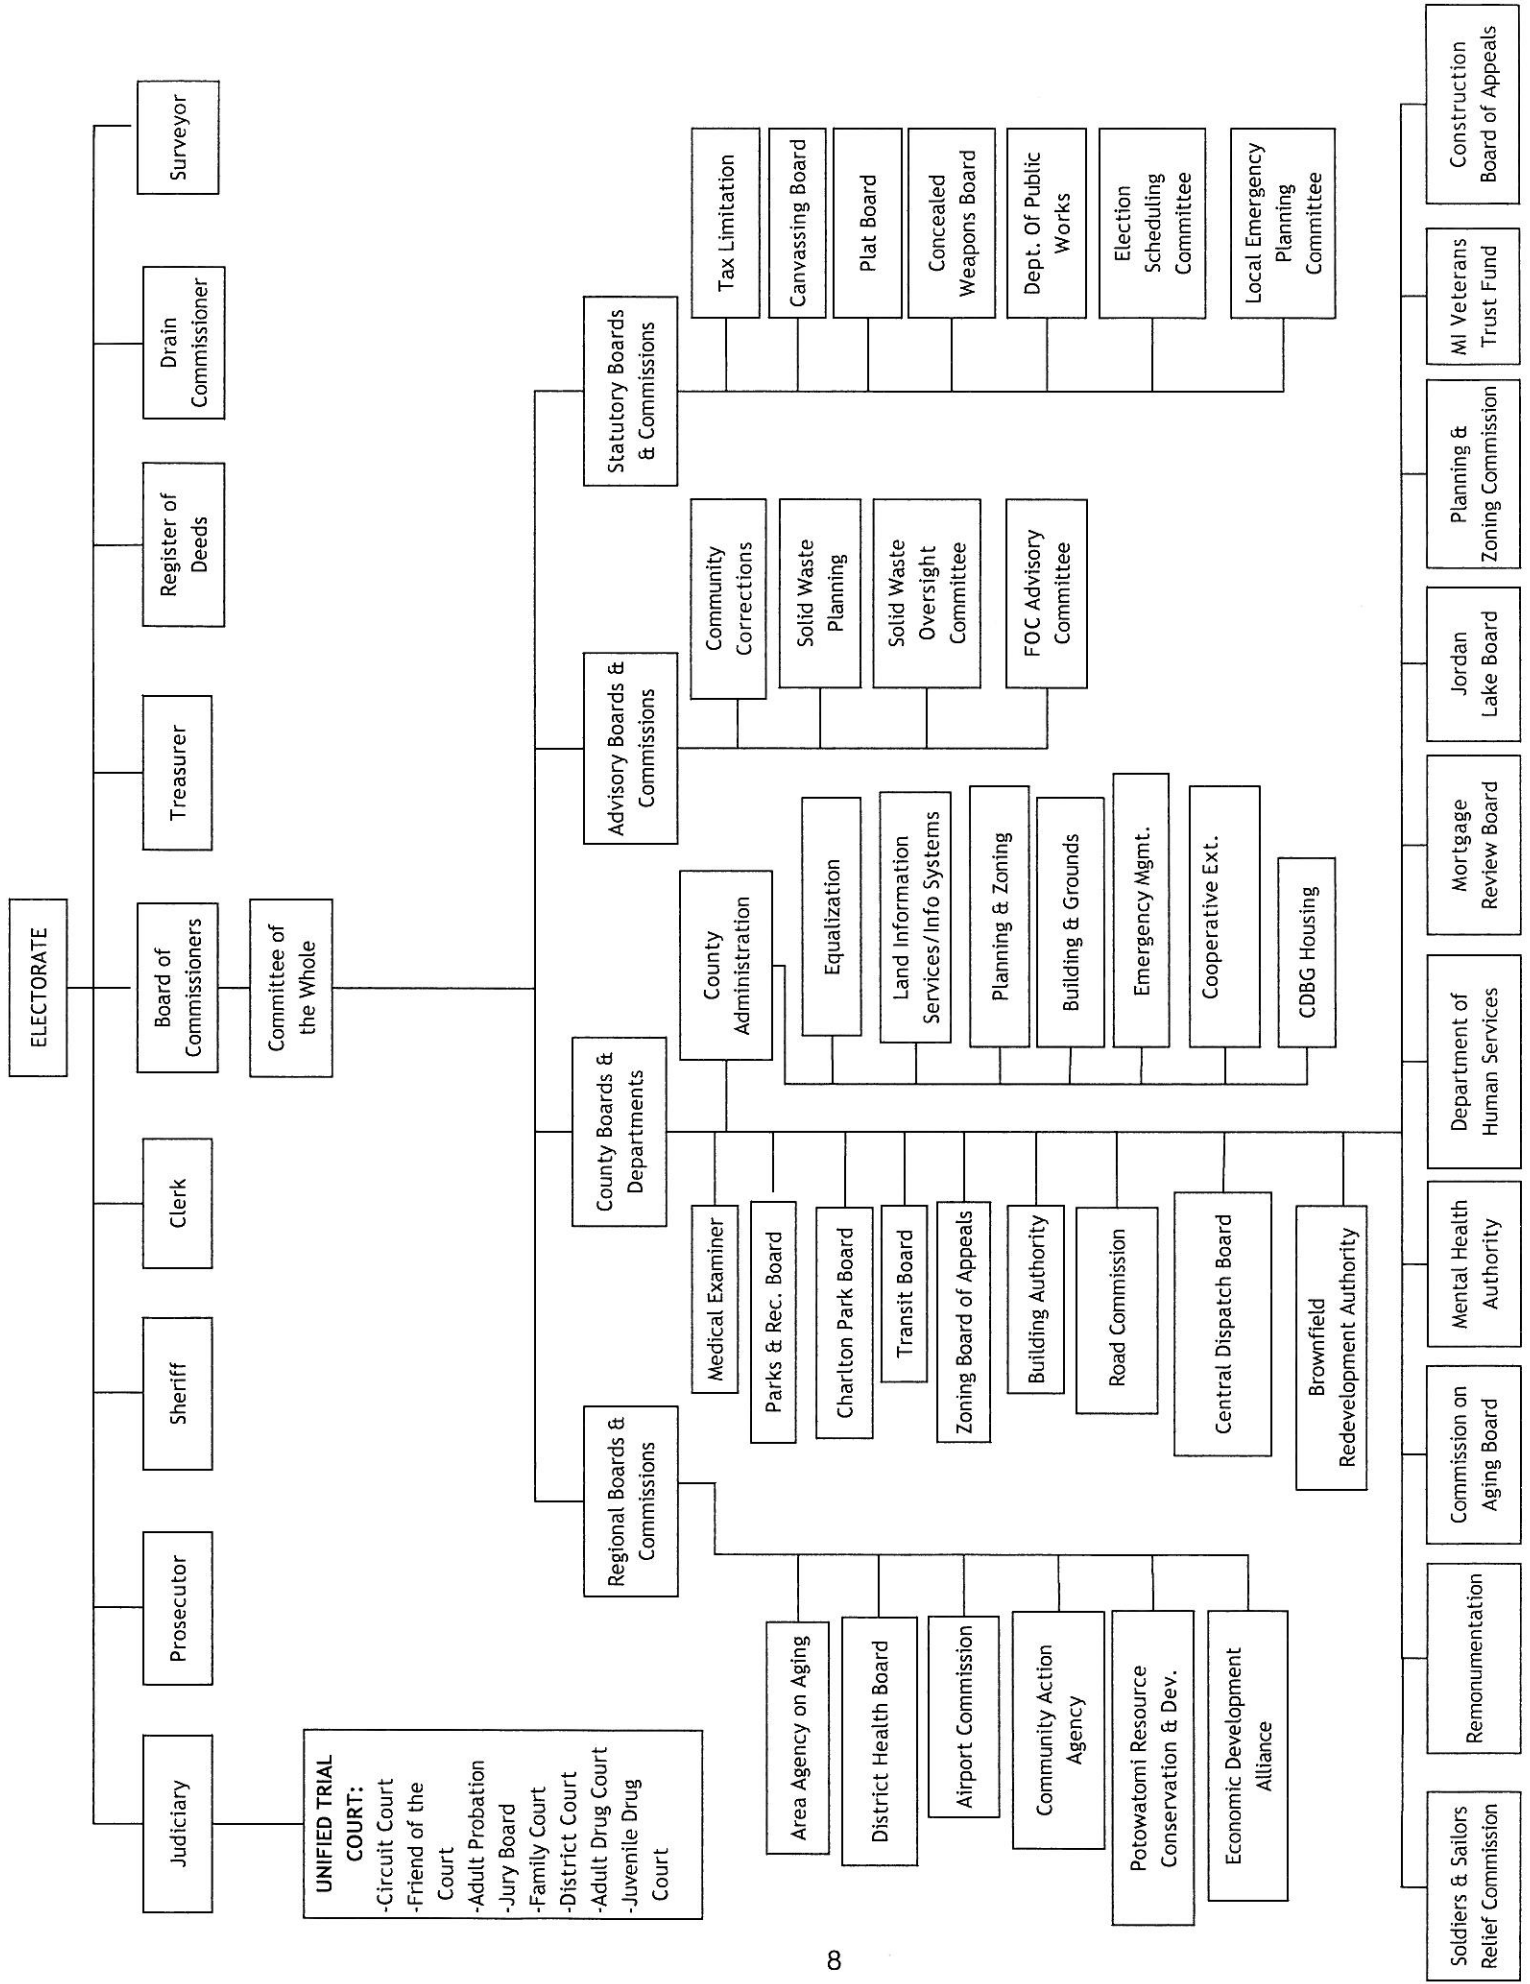 ELECTORATE
Judiciary
Prosecutor
Sheriff
Clerk
Board of
Commissioners
Treasurer
Register of
Deeds
Drain
Commissioner
Surveyor
Committee of
the Whole
UNIFIED TRIAL
COURT:
-Circuit Court
-Friend of the
Court
-Adult Probation
-Jury Board
-Family Court
-District Court
-Adult Drug Court
-Juvenile Drug
Court
Regional Boards &
Commissions
County Boards &
Departments
Advisory Boards &
Commissions
Statutory Boards
& Commissions
Area Agency on Aging
District Health Board
Airport Commission
Community Action
Agency
Potowatomi Resource
Conservation & Dev.
Economic Development
Alliance
Medical Examiner
Parks & Rec. Board
Charlton Park Board
Transit Board
Zoning Board of Appeals
Building Authority
Road Commission
Central Dispatch Board
Brownfield
Redevelopment Authority
County
Administration
Equalization
Land Information
Services/Info Systems
Planning & Zoning
Building & Grounds
Emergency Mgmt.
Cooperative Ext.
CDBG Housing
Community
Corrections
Solid Waste
Planning
Solid Waste
Oversight
Committee
FOC Advisory
Committee
Tax Limitation
Canvassing Board
Plat Board
Concealed
Weapons Board
Dept. Of Public
Works
Election
Scheduling
Committee
Local Emergency
Planning
Committee
Soldiers & Sailors
Relief Commission
Remonumentation
Commission on
Aging Board
Mental Health
Authority
Department of
Human Services
Mortgage
Review Board
Jordan
Lake Board
Planning &
Zoning Commission
MI Veterans
Trust Fund
Construction
Board of Appeals
8